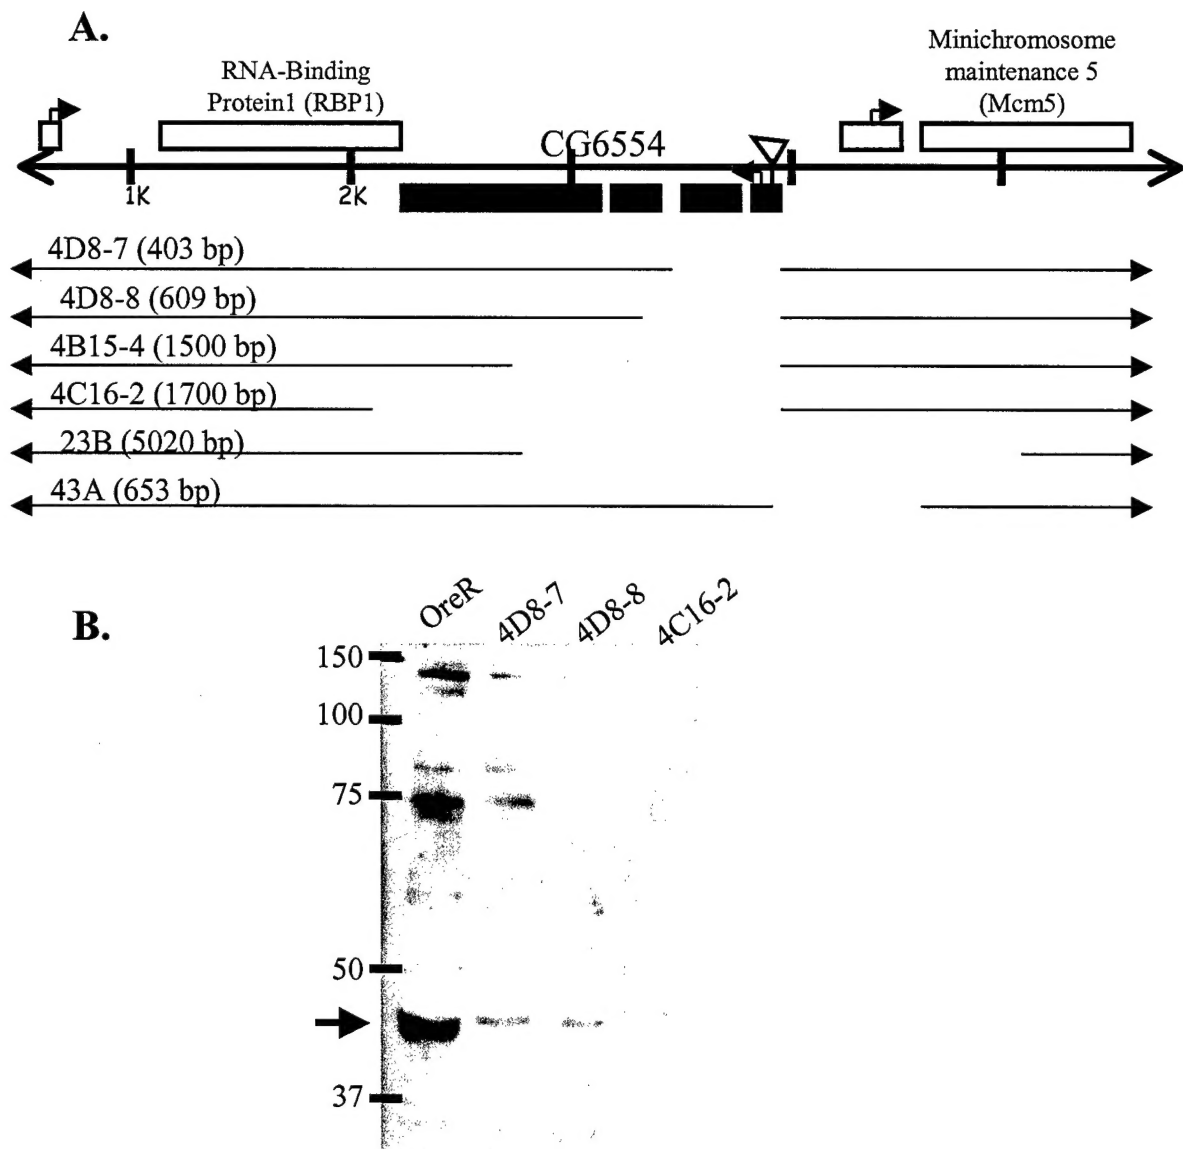 A.
RNA-Binding
Protein1 (RBP1)
Minichromosome
maintenance 5
(Mcm5)
CG6554
1K
2K
4D8-7 (403 bp)
4D8-8 (609 bp)
4B15-4 (1500 bp)
4C16-2 (1700 bp)
23B (5020 bp)
43A (653 bp)
B.
OreR
4D8-7
4D8-8
4C16-2
150
100
75
50
37